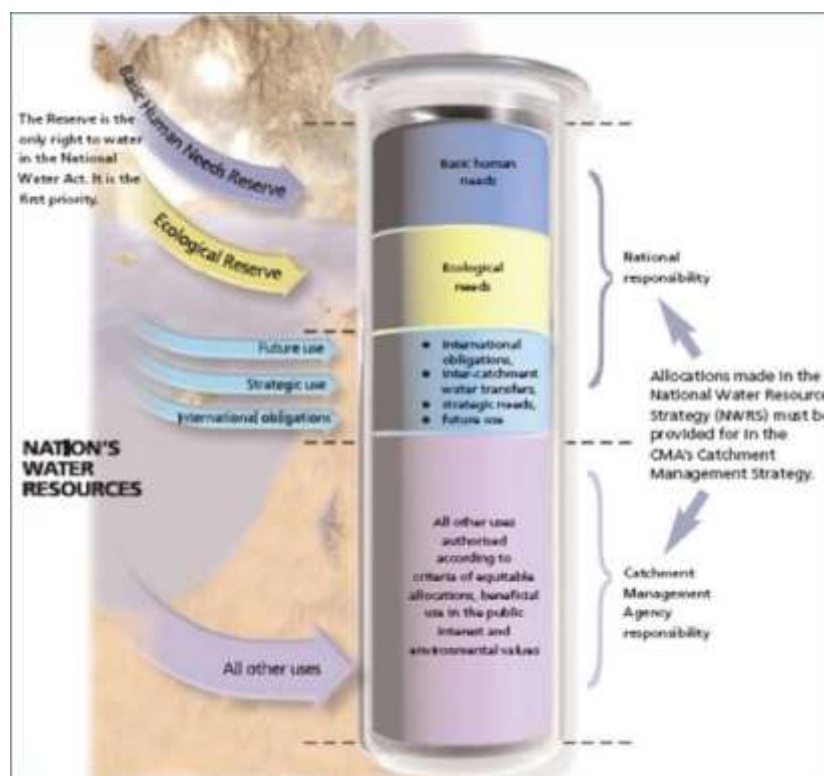 The Reserve is the
only right to water
in the National
Water Act. It is the
first priority.
Basic Human Needs Reserve
Ecological Reserve
Future use
Strategic use
International obligations
NATION'S
WATER
RESOURCES
All other uses
Basic human
needs
Ecological
needs
• International
obligations,
• inter-catchment
water transfers,
• strategic needs,
• future use
All other uses
authorised
according to
criteria of equitable
allocations, beneficial
use in the public
interest and
environmental values
National
responsibility
Allocations made in the
National Water Resource
Strategy (NWRS) must be
provided for in the
CMA's Catchment
Management Strategy.
Catchment
Management
Agency
responsibility